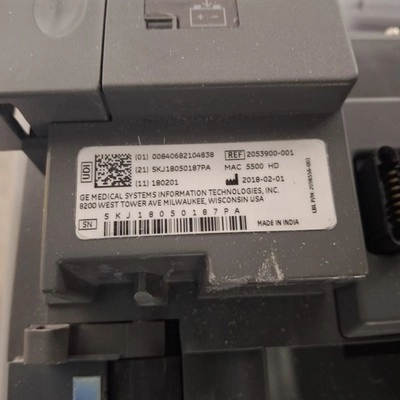 UDI
(01) 00840682104838
REF 2053900-001
(21) SKJ18050187PA
MAC 5500 HD
(11) 180201
2018-02-01
GE MEDICAL SYSTEMS INFORMATION TECHNOLOGIES, INC.
8200 WEST TOWER AVE MILWAUKEE, WISCONSIN USA
SN
SKJ18050187PA
MADE IN INDIA